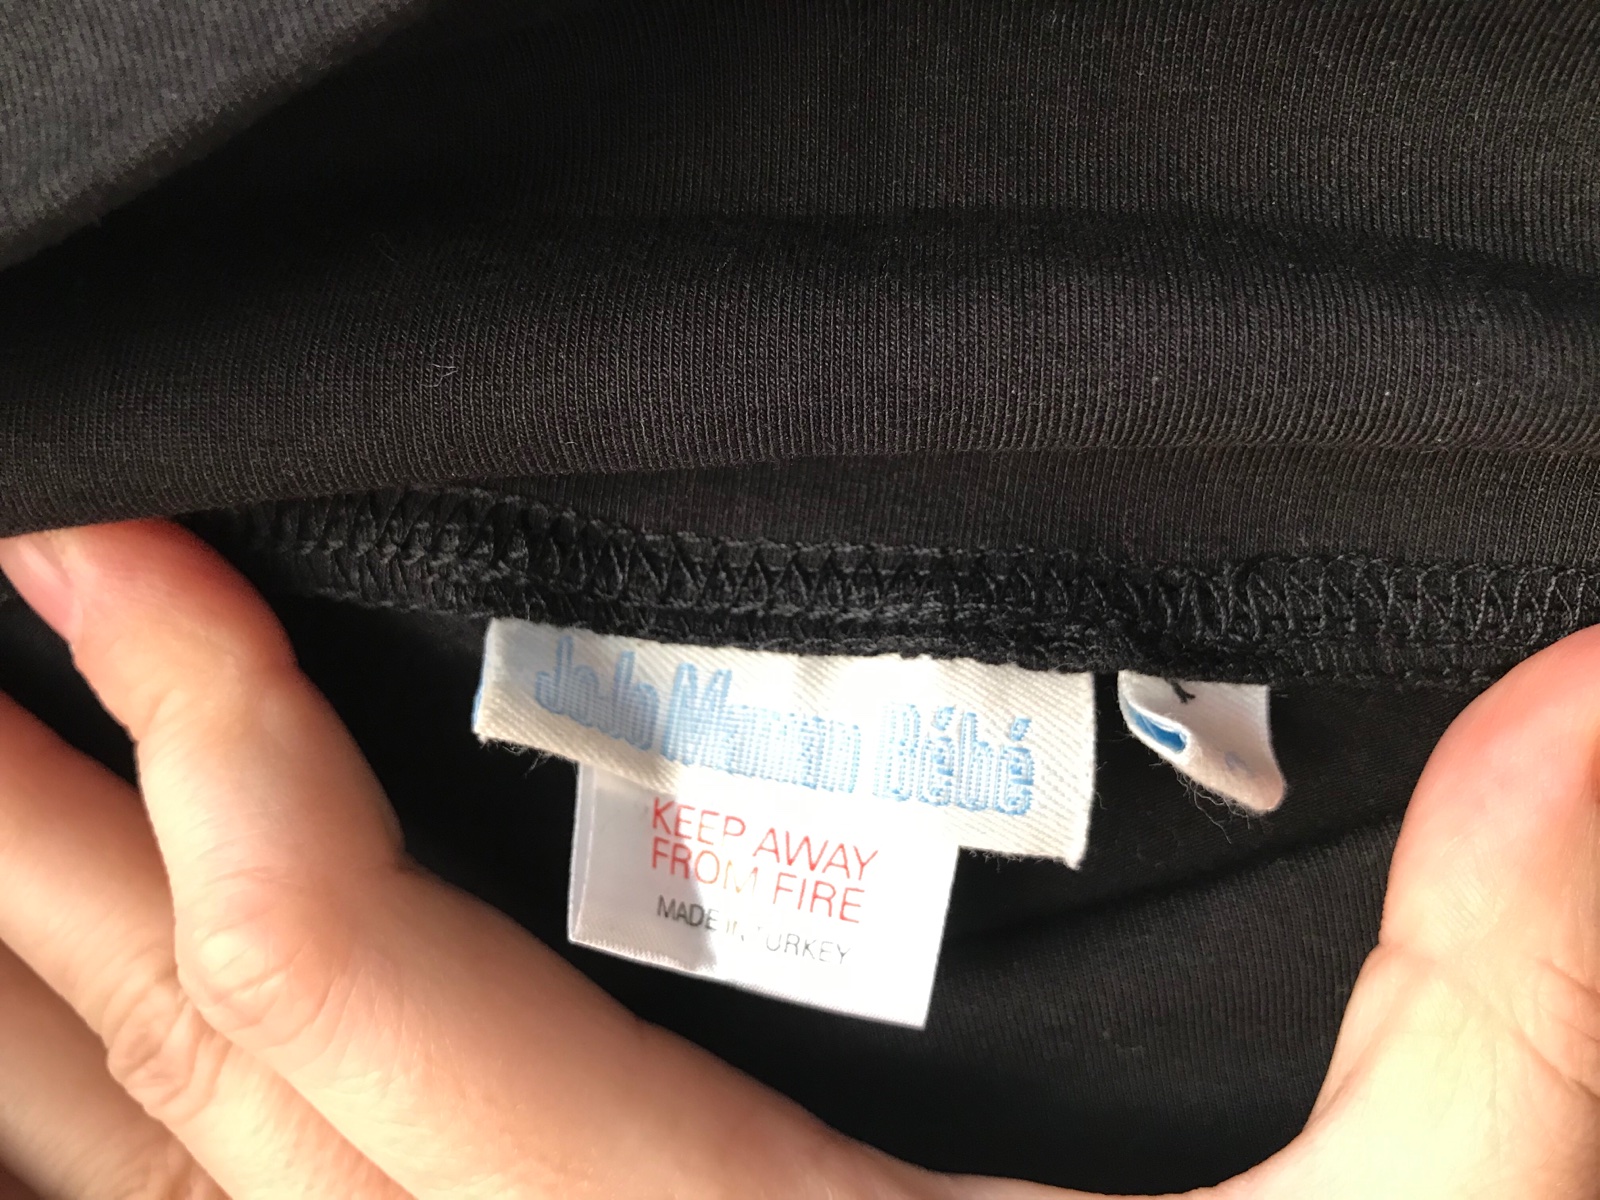 JoJo Maman Bébé
KEEP AWAY
FROM FIRE
MADE IN TURKEY